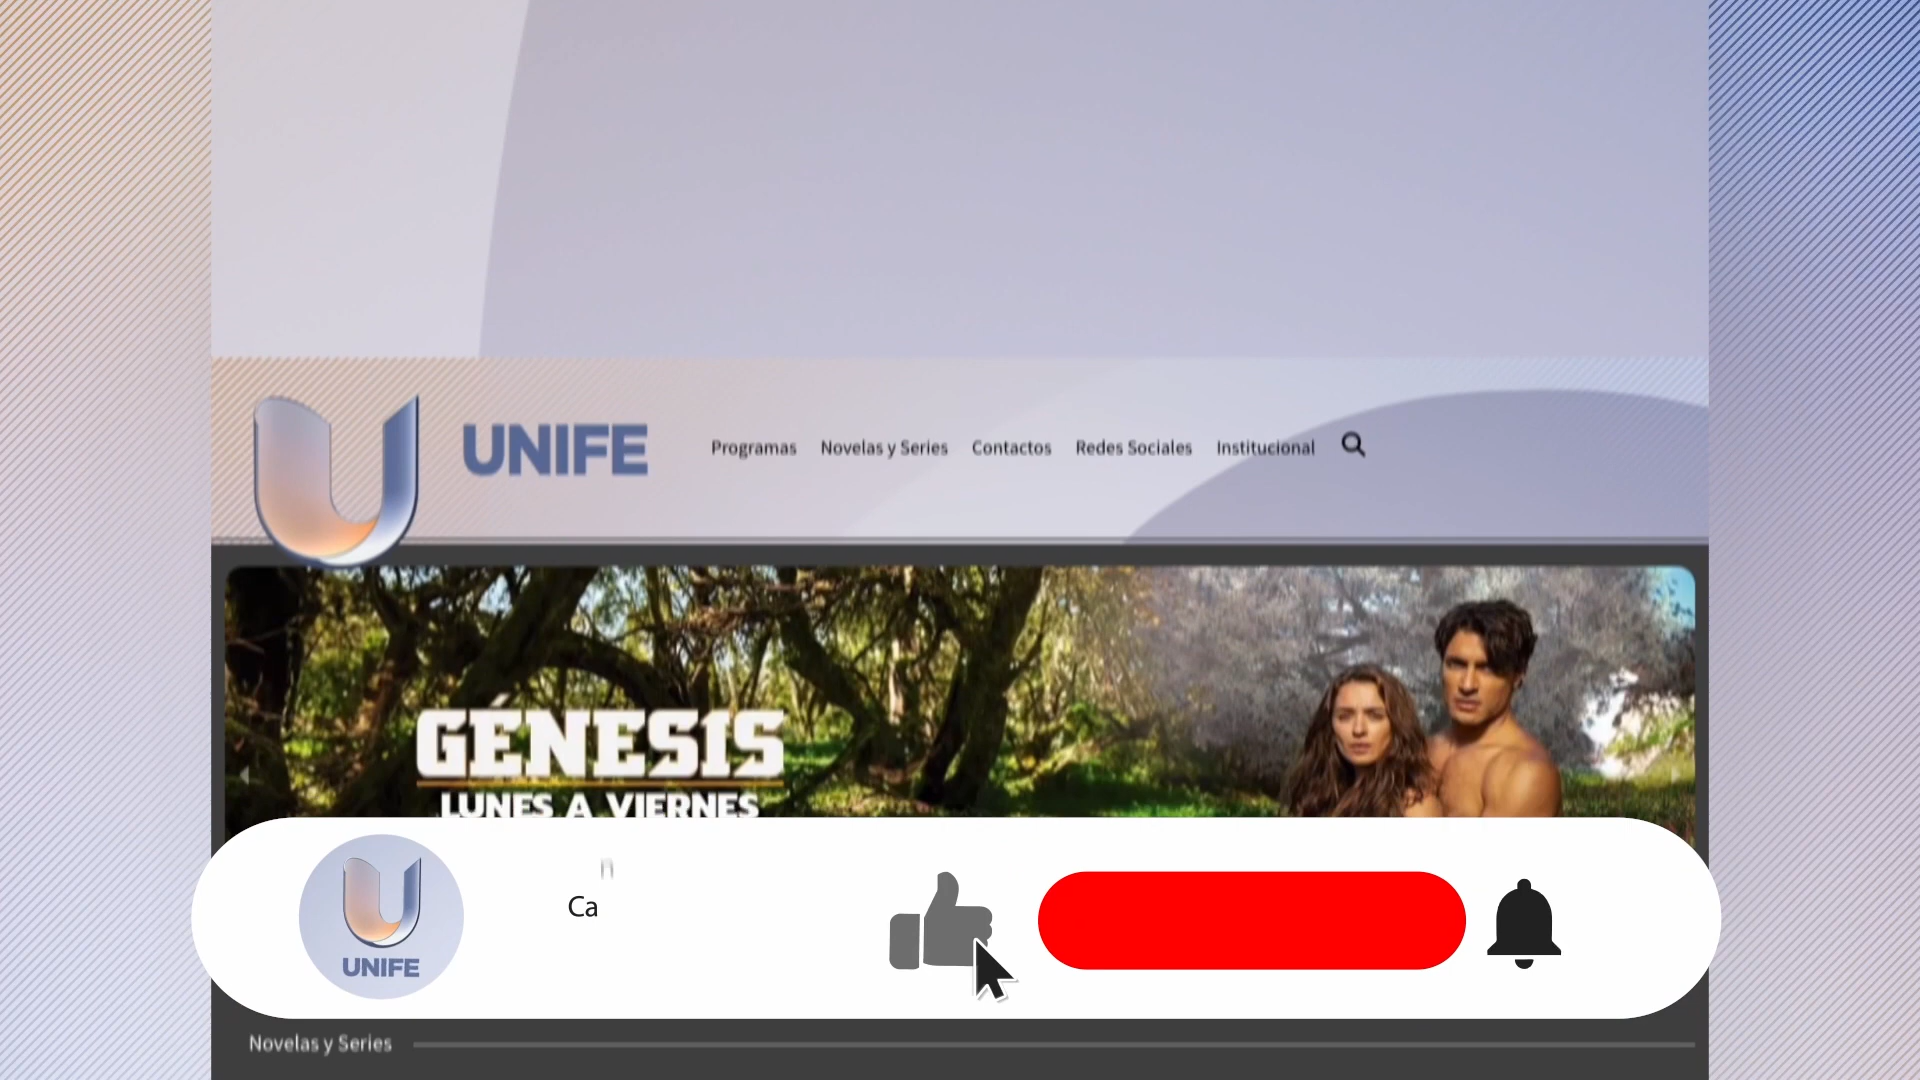 UNIFE
Programas Novelas y Series Contactos Redes Sociales Institucional
GÉNESIS
LUNES A VIERNES
Ca
UNIFE
Novelas y Series